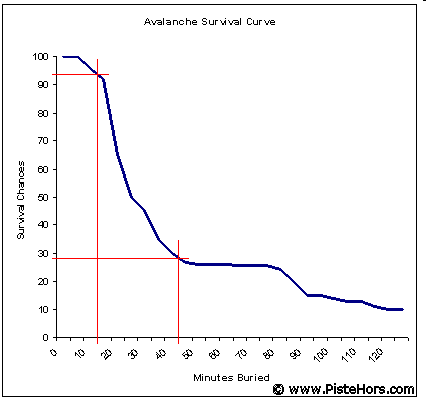 Avalanche Survival Curve
100
90
80
70
60
50
40
30
20
10
0
Survival Chances
0 10 20 30 40 50 60 70 80 90 100 110 120
Minutes Buried
© www.PisteHors.com